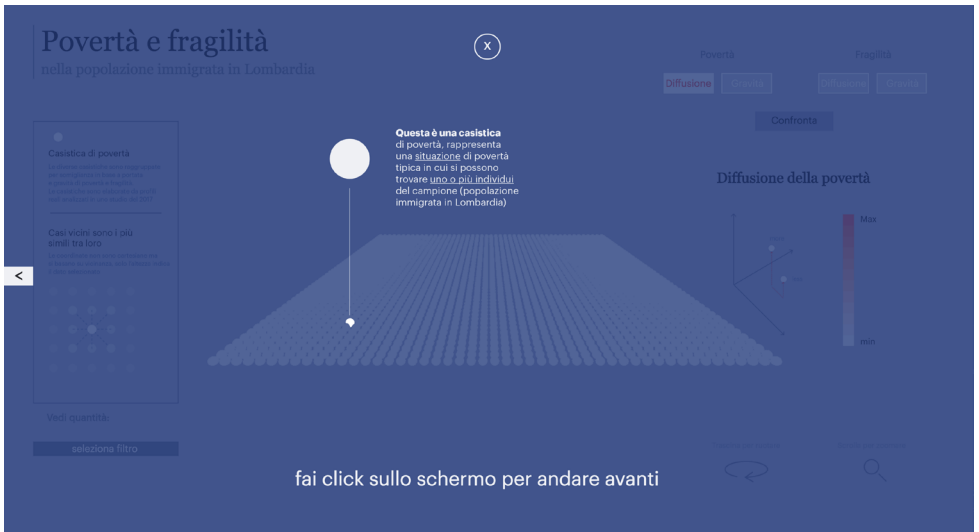 Povertà e fragilità
nella popolazione immigrata in Lombardia
X
Povertà
Fragilità
Diffusione
Gravità
Diffusione
Gravità
Confronta
Questa è una casistica
di povertà, rappresenta
una situazione di povertà
tipica in cui si possono
trovare uno o più individui
del campione (popolazione
immigrata in Lombardia)
Casistica di povertà
Casi vicini sono i più
simili tra loro
Diffusione della povertà
Max
min
<
Vedi quantità
seleziona filtro
fai click sullo schermo per andare avanti